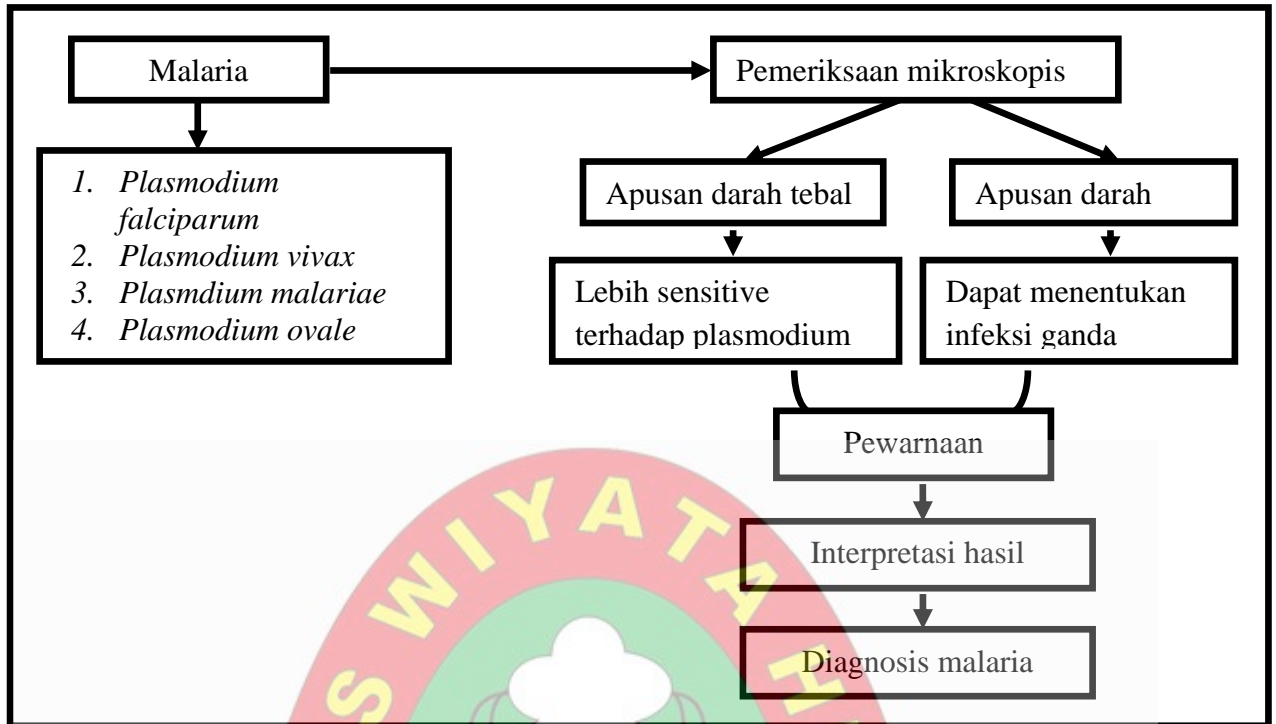 Malaria
Pemeriksaan mikroskopis
1. Plasmodium
falciparum
2. Plasmodium vivax
3. Plasmdium malariae
4. Plasmodium ovale
Apusan darah tebal
Apusan darah
Lebih sensitive
terhadap plasmodium
Dapat menentukan
infeksi ganda
Pewarnaan
Interpretasi hasil
Diagnosis malaria
S WIYATA H